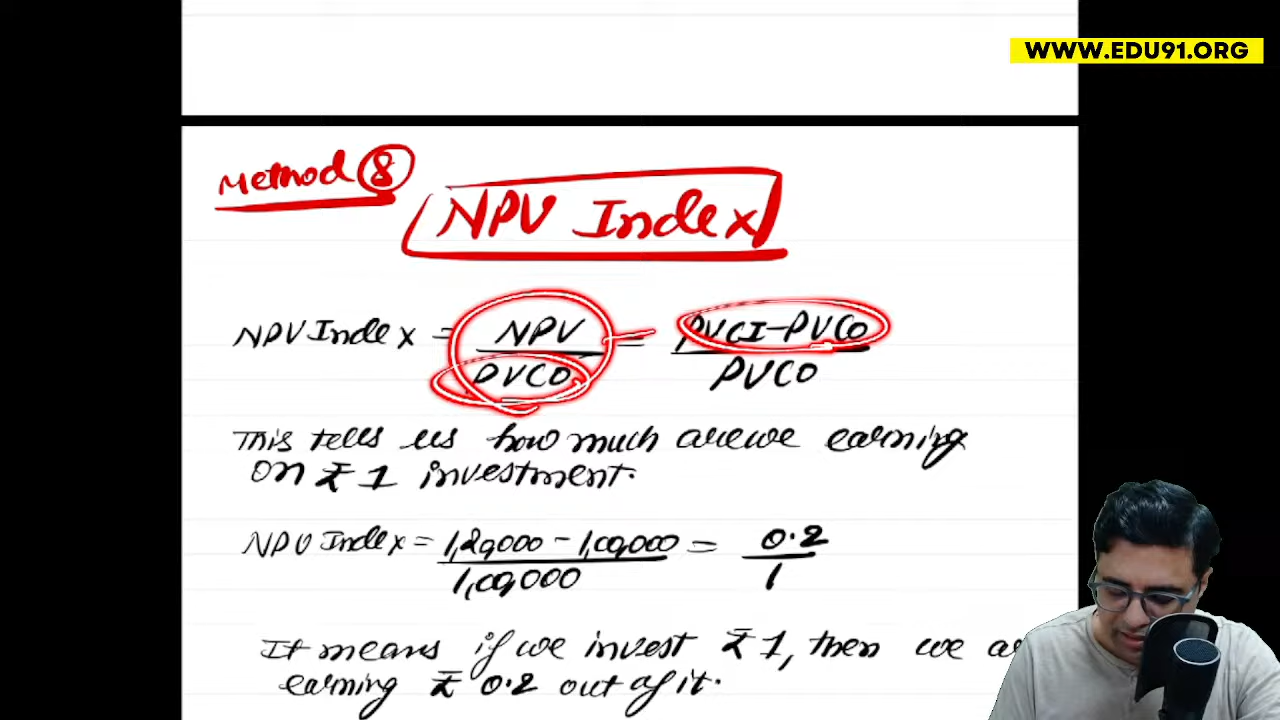 WWW.EDU91.ORG
Method 8
NPV Index
NPV Index = NPV / PVCO = PVCI-PVCO / PVCO
This tells us how much are we earning
on ₹ 1 investment.
NPV Index = 1,20,000 - 1,00,000 / 1,00,000 = 0.2 / 1
It means if we invest ₹ 1, then we a
earning ₹ 0.2 out of it.